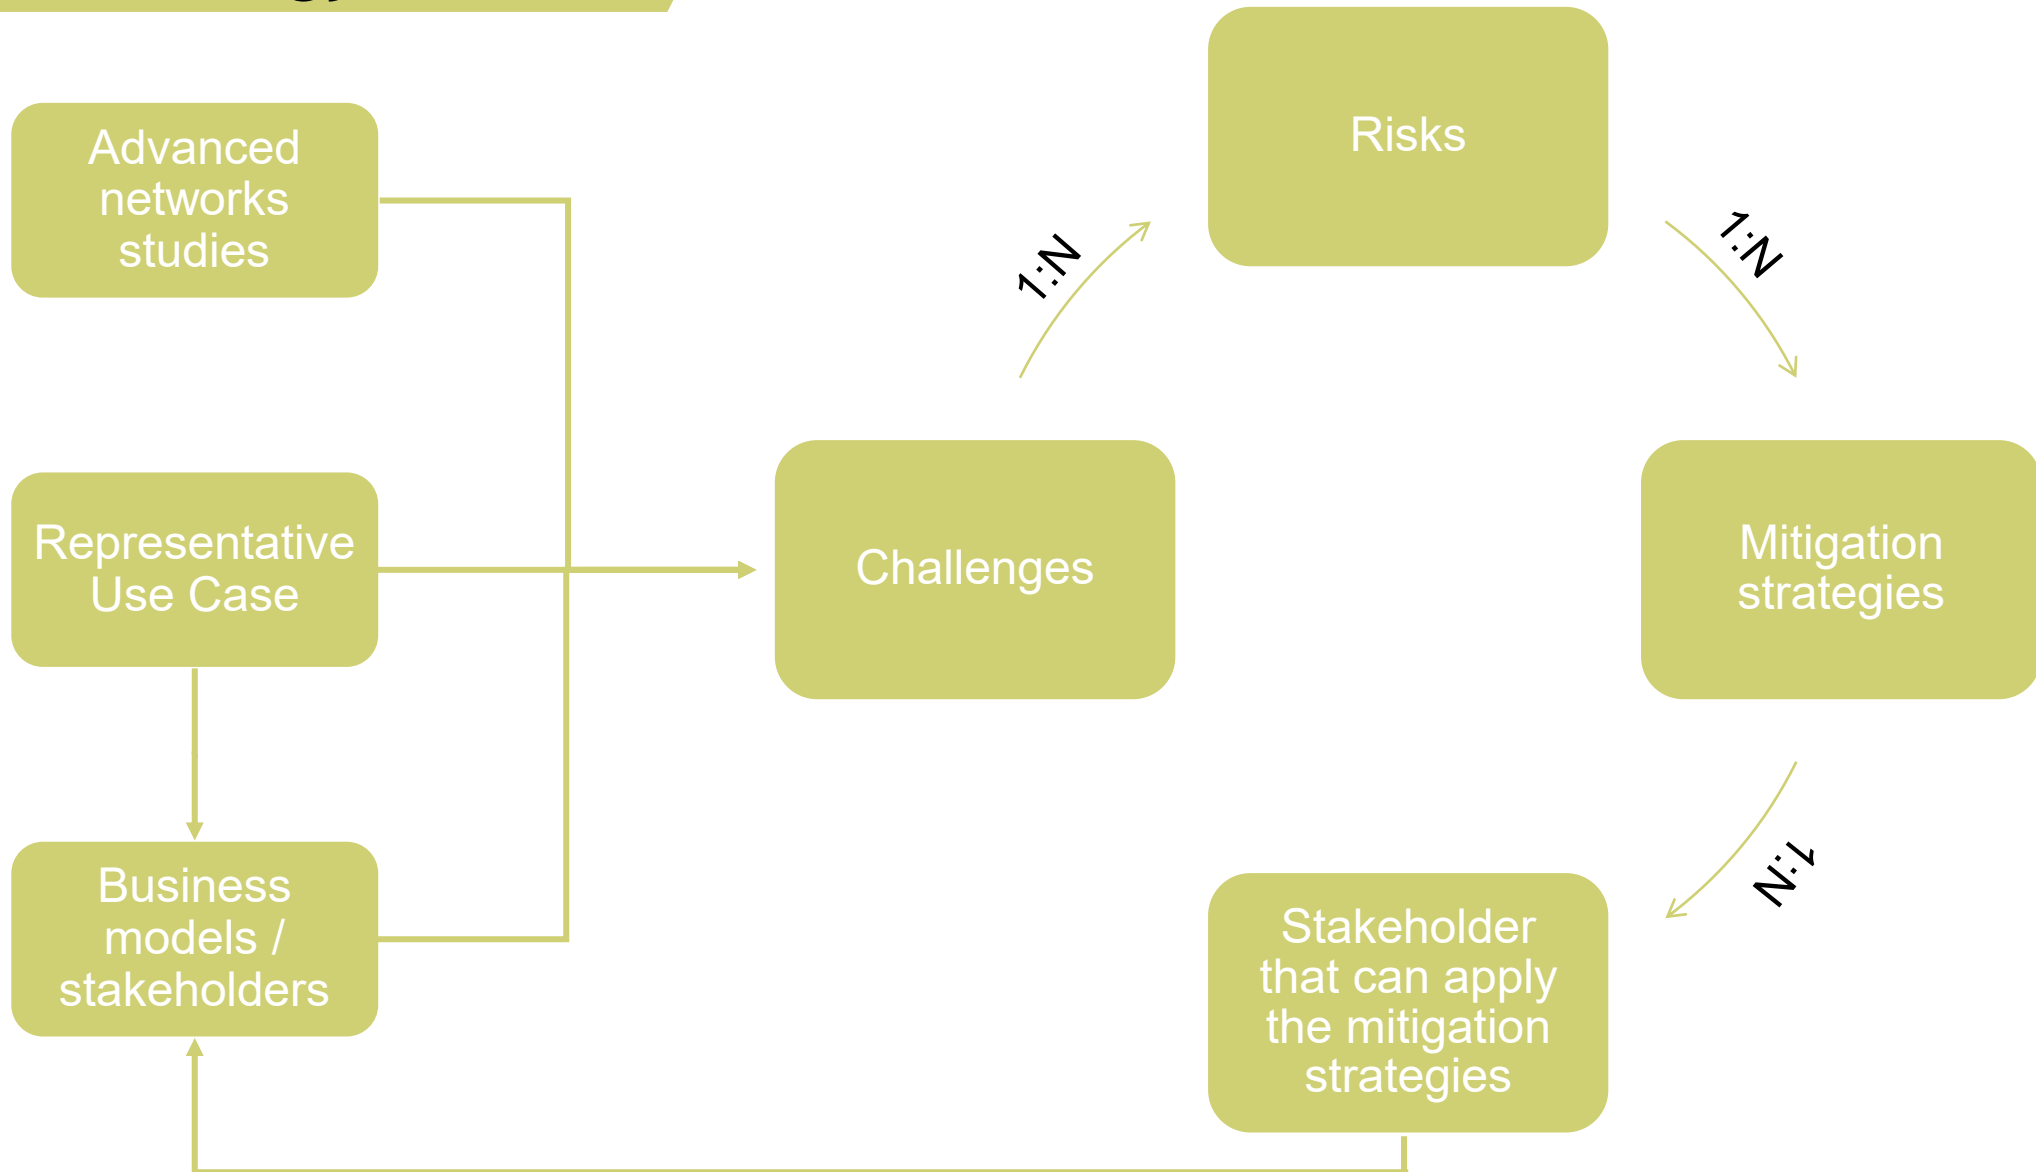 Risks
Advanced
networks
studies
1:N
1:N
Representative
Use Case
Challenges
Mitigation
strategies
1:N
Business
models /
stakeholders
Stakeholder
that can apply
the mitigation
strategies